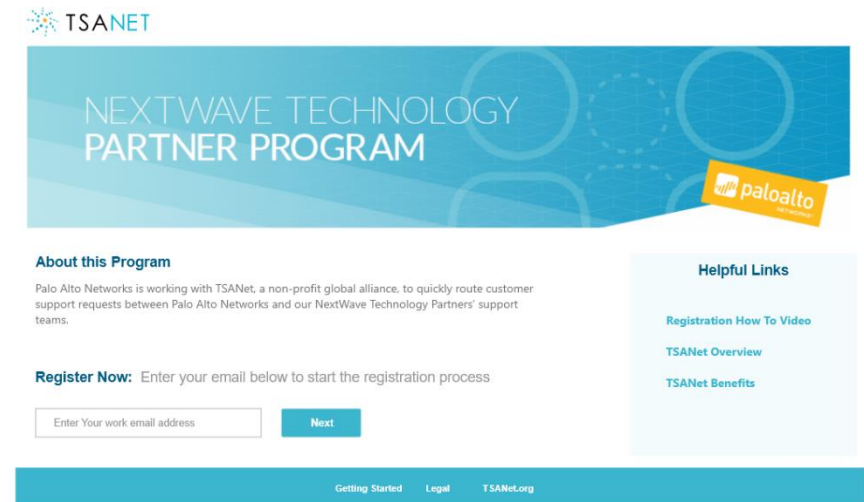 TSANET
NEXTWAVE TECHNOLOGY
PARTNER PROGRAM
paloalto
NETWORKS
About this Program
Palo Alto Networks is working with TSANet, a non-profit global alliance, to quickly route customer
support requests between Palo Alto Networks and our NextWave Technology Partners' support
teams.
Register Now: Enter your email below to start the registration process
Enter Your work email address
Next
Helpful Links
Registration How To Video
TSANet Overview
TSANet Benefits
Getting Started Legal TSANet.org